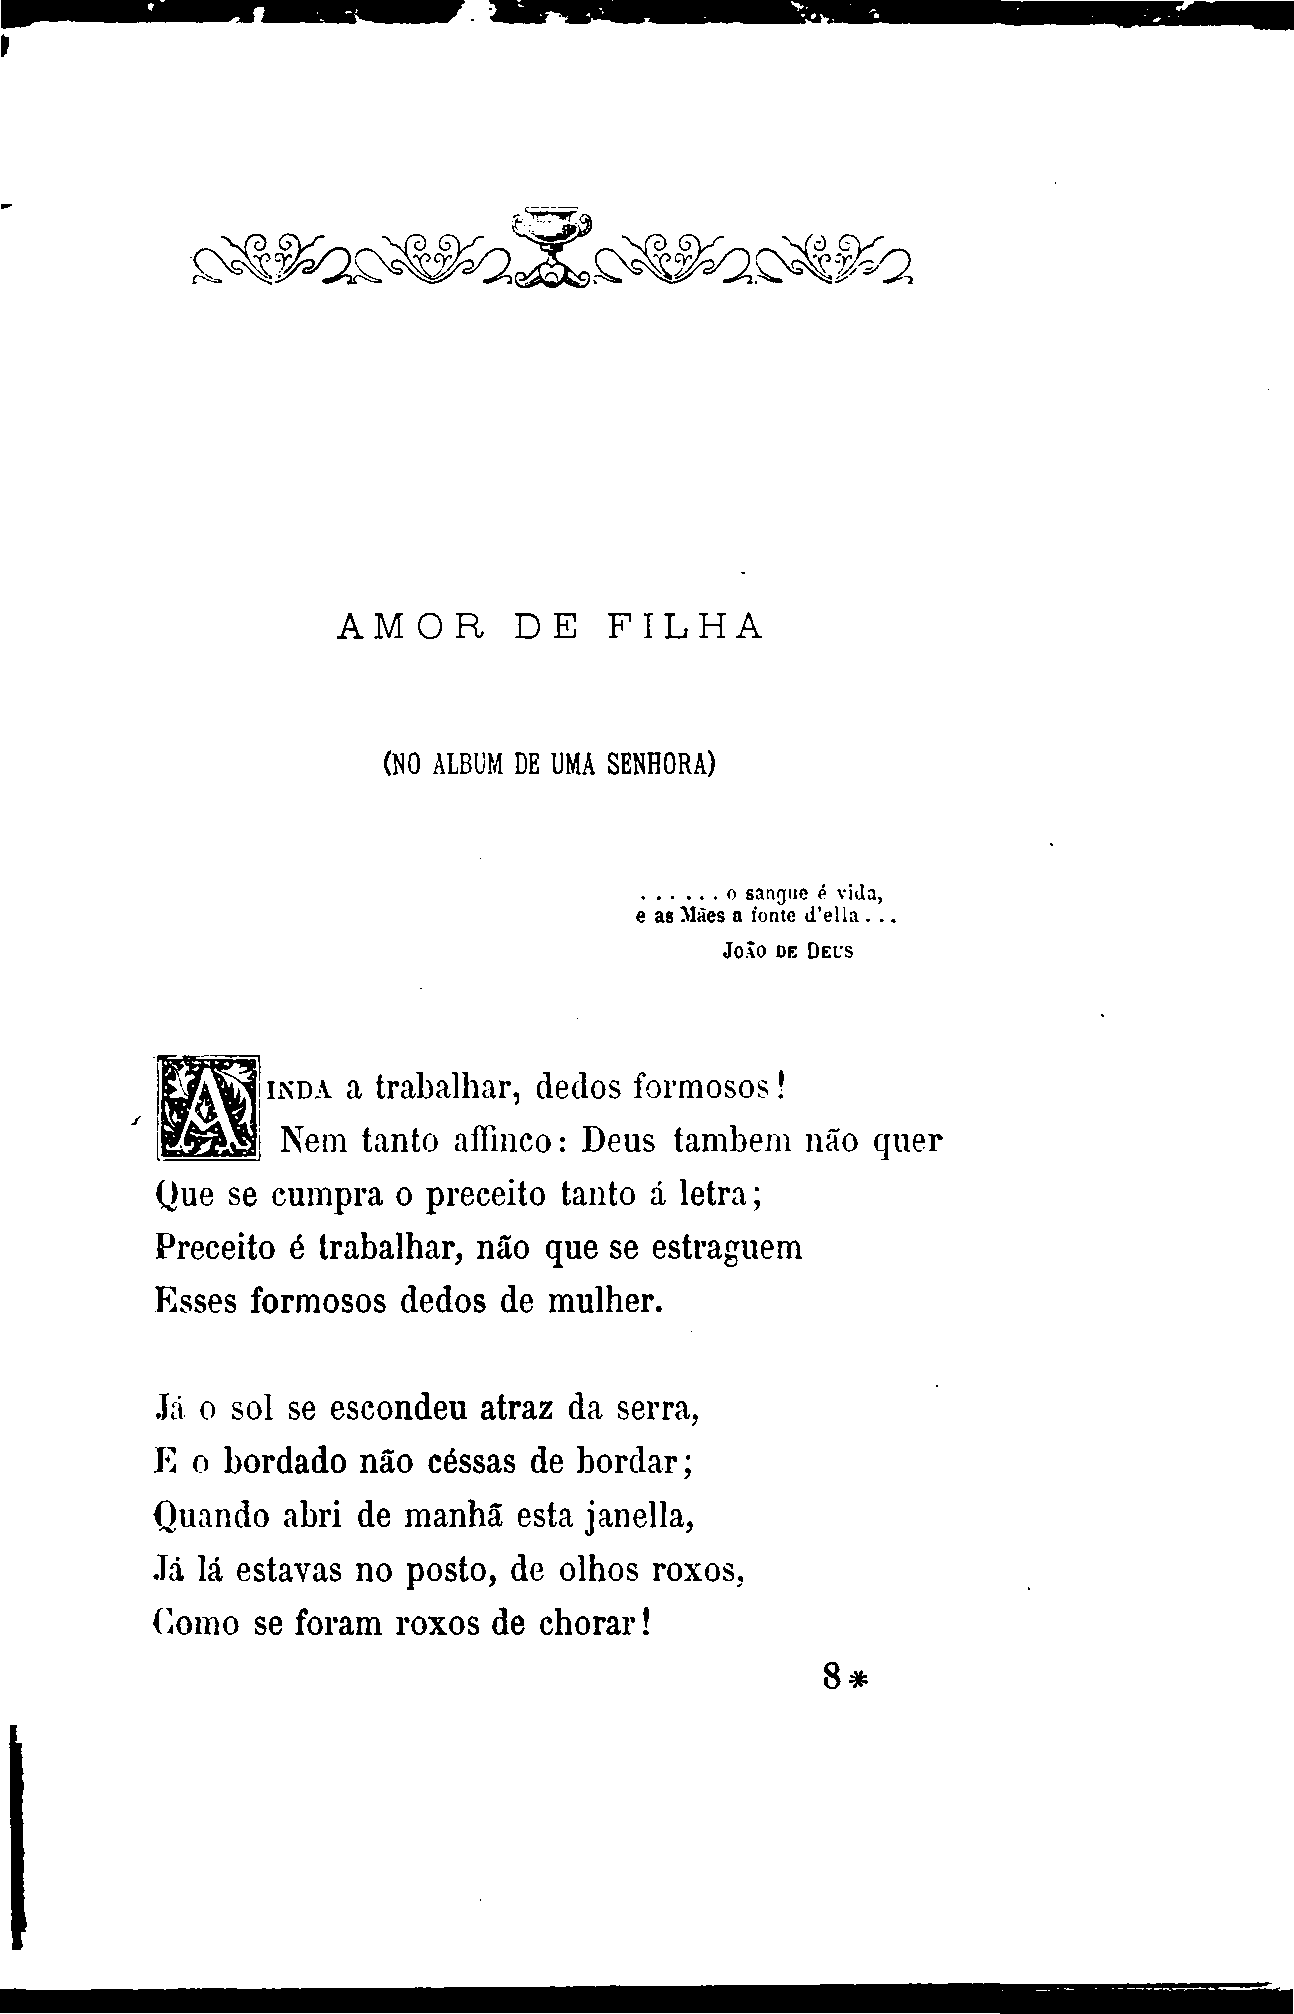 AMOR DE FILHA
(NO ALBUM DE UMA SENHORA)
. . . . . . o sangue é vida,
e as Mães a fonte d'ella . . .
JOÃO DE DEUS
AINDA a trabalhar, dedos formosos!
Nem tanto affinco: Deus tambem não quer
Que se cumpra o preceito tanto á letra;
Preceito é trabalhar, não que se estraguem
Esses formosos dedos de mulher.
Já o sol se escondeu atraz da serra,
E o bordado não céssas de bordar;
Quando abri de manhã esta janella,
Já lá estavas no posto, de olhos roxos,
Como se foram roxos de chorar!
8*